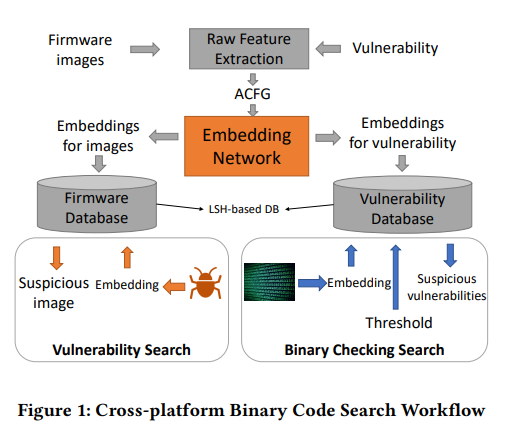 Firmware
images
Raw Feature
Extraction
Vulnerability
ACFG
Embeddings
for images
Embedding
Network
Embeddings
for vulnerability
Firmware
Database
LSH-based DB
Vulnerability
Database
Suspicious
image
Embedding
Vulnerability Search
Embedding
Suspicious
vulnerabilities
Threshold
Binary Checking Search
Figure 1: Cross-platform Binary Code Search Workflow